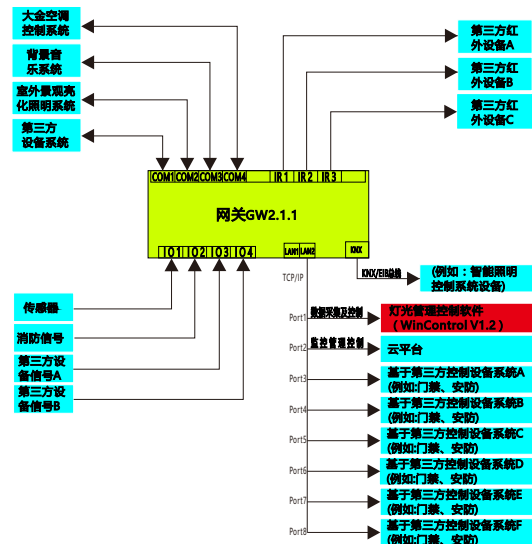 大金空调
控制系统
背景音
乐系统
室外景观亮
化照明系统
第三方
设备系统
第三方红
外设备A
第三方红
外设备B
第三方红
外设备C
COM1 COM2 COM3 COM4 IR1 IR2 IR3
网关GW2.1.1
IO1 IO2 IO3 IO4 LAN1 LAN2 KNX
TCP/IP
KNX/EIB总线
(例如：智能照明
控制系统设备)
传感器
消防信号
第三方设
备信号A
第三方设
备信号B
Port1 数据采集及控制
灯光管理控制软件
（WinControl V1.2）
Port2 监控管理控制
云平台
Port3
基于第三方控制设备系统A
(例如:门禁、安防)
Port4
基于第三方控制设备系统B
(例如:门禁、安防)
Port5
基于第三方控制设备系统C
(例如:门禁、安防)
Port6
基于第三方控制设备系统D
(例如:门禁、安防)
Port7
基于第三方控制设备系统E
(例如:门禁、安防)
Port8
基于第三方控制设备系统F
(例如:门禁、安防)